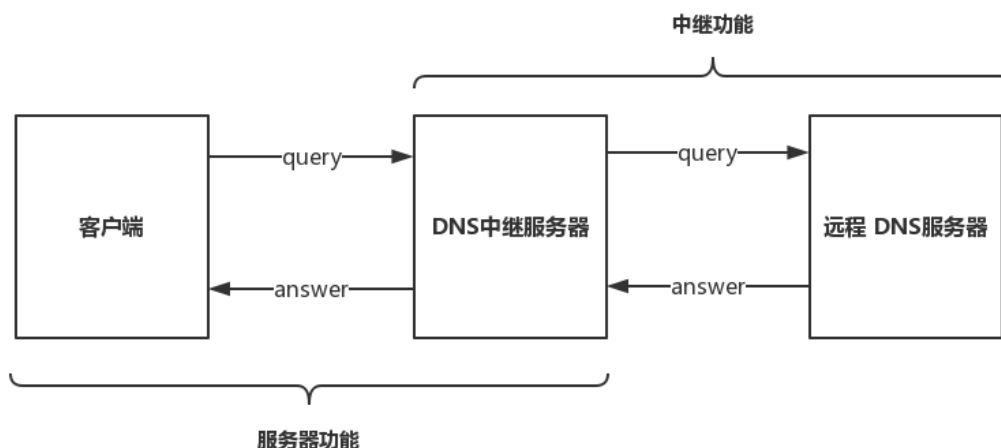 中继功能
query
query
客户端
DNS中继服务器
远程 DNS服务器
answer
answer
服务器功能